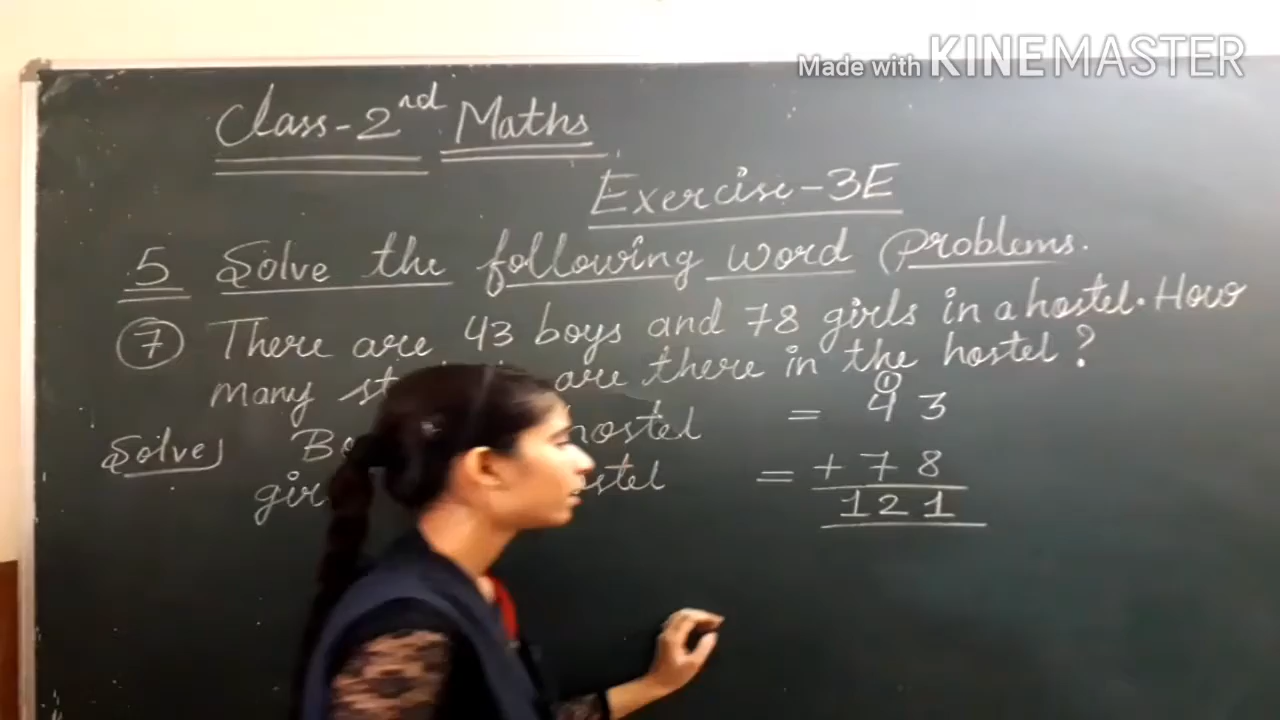 Made with KINEMASTER
Class-2nd Maths
Exercise-3E
5 Solve the following word problems.
7 There are 43 boys and 78 girls in a hostel. How
many are there in the hostel?
1
Solve hostel = 43
= + 78
121